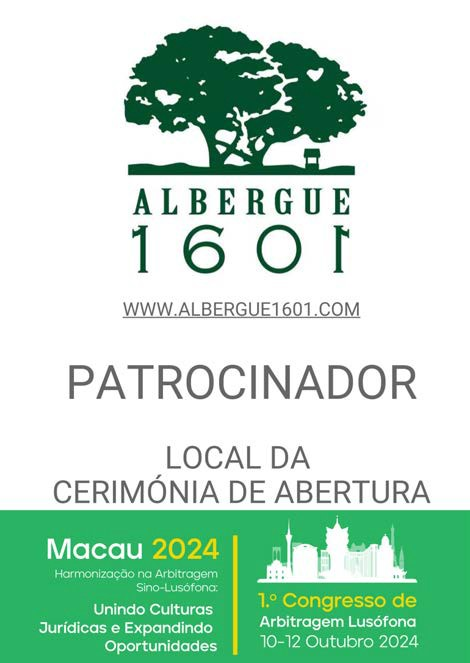 ALBERGUE
1601
WWW.ALBERGUE1601.COM
PATROCINADOR
LOCAL DA
CERIMÓNIA DE ABERTURA
Macau 2024
Harmonização na Arbitragem
Sino-Lusófona:
Unindo Culturas
Jurídicas e Expandindo
Oportunidades
1.º Congresso de
Arbitragem Lusófona
10-12 Outubro 2024